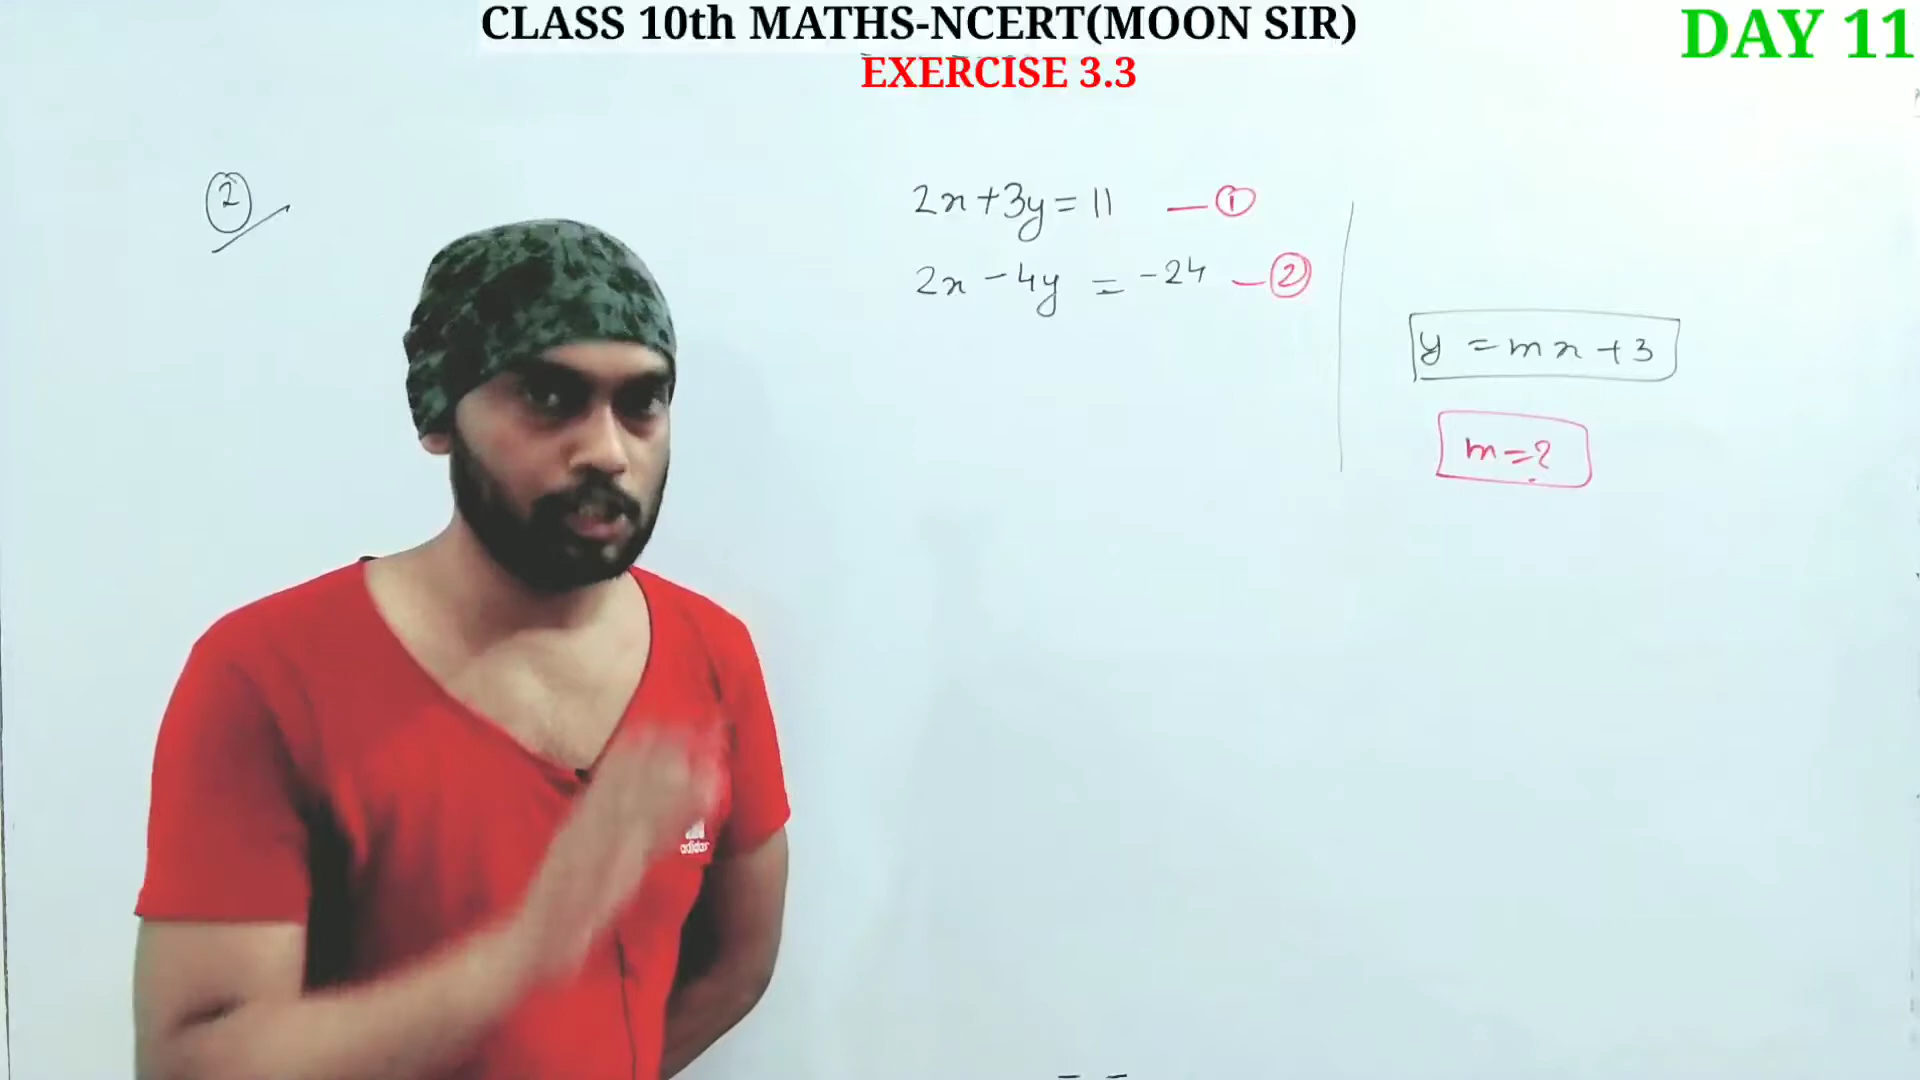 CLASS 10th MATHS-NCERT(MOON SIR)
DAY 11
EXERCISE 3.3
2
2x+3y=11 —1
2x-4y=-24 —2
y=mx+3
m=?
adidas